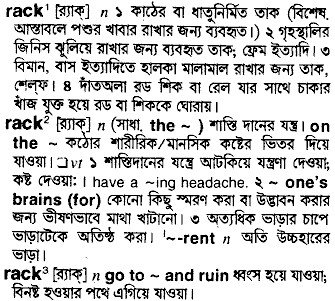 rack¹ [র‍্যাক্] n ১ কাঠের বা ধাতুনির্মিত তাক (বিশেষ.
আস্তাবলে পশুর খাবার রাখার জন্য ব্যবহৃত।) ২ গৃহস্থালির
জিনিস ঝুলিয়ে রাখার জন্য ব্যবহৃত তাক; ফ্রেম ইত্যাদি। ৩
বিমান, বাস ইত্যাদিতে হালকা মালামাল রাখার জন্য তাক,
শেল্‌ফ। ৪ দাঁতঅলা রড শিক বা রেল যার সাথে চাকার
খাঁজ যুক্ত হয়ে রড বা শিককে ঘোরায়।
rack² [র‍্যাক্] n (সাধা. the ~) শাস্তি দানের যন্ত্র। on
the ~ কঠোর শারীরিক/মানসিক কষ্টের ভিতর দিয়ে
যাওয়া। □vt ১ শাস্তিদানের যন্ত্রে আটকিয়ে যন্ত্রণা দেওয়া;
কষ্ট দেওয়া: I have a ~ing headache. ২ ~ one's
brains (for) কোনো কিছু স্মরণ করা বা উদ্ভাবন করার
জন্য ভীষণভাবে মাথা খাটানো। ৩ অত্যধিক ভাড়ার চাপে
ভাড়াটেকে অতিষ্ঠ করা। ˈ~-rent n অতি উচ্চহারের
ভাড়া।
rack³ [র‍্যাক্] n go to ~ and ruin ধ্বংস হয়ে যাওয়া;
বিনষ্ট হওয়ার পথে এগিয়ে যাওয়া।